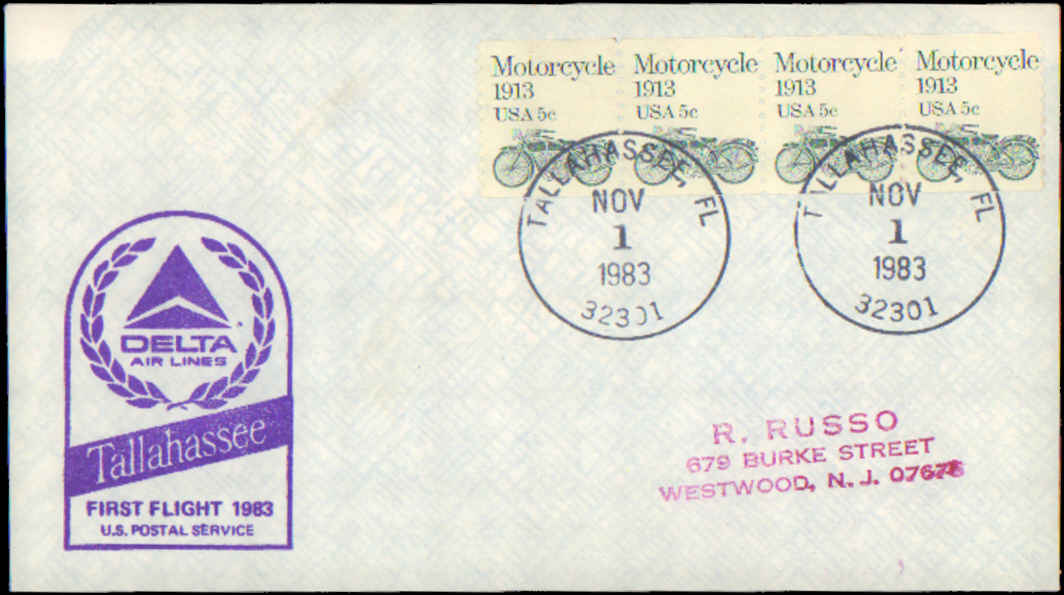 Motorcycle Motorcycle Motorcycle Motorcycle
1913 1913 1913 1913
USA 5c USA 5c USA 5c USA 5c
TALLAHASSEE, FL
NOV
1
1983
32301
TALLAHASSEE, FL
NOV
1
1983
32301
DELTA
AIR LINES
Tallahassee
FIRST FLIGHT 1983
U.S. POSTAL SERVICE
R. RUSSO
679 BURKE STREET
WESTWOOD, N. J.